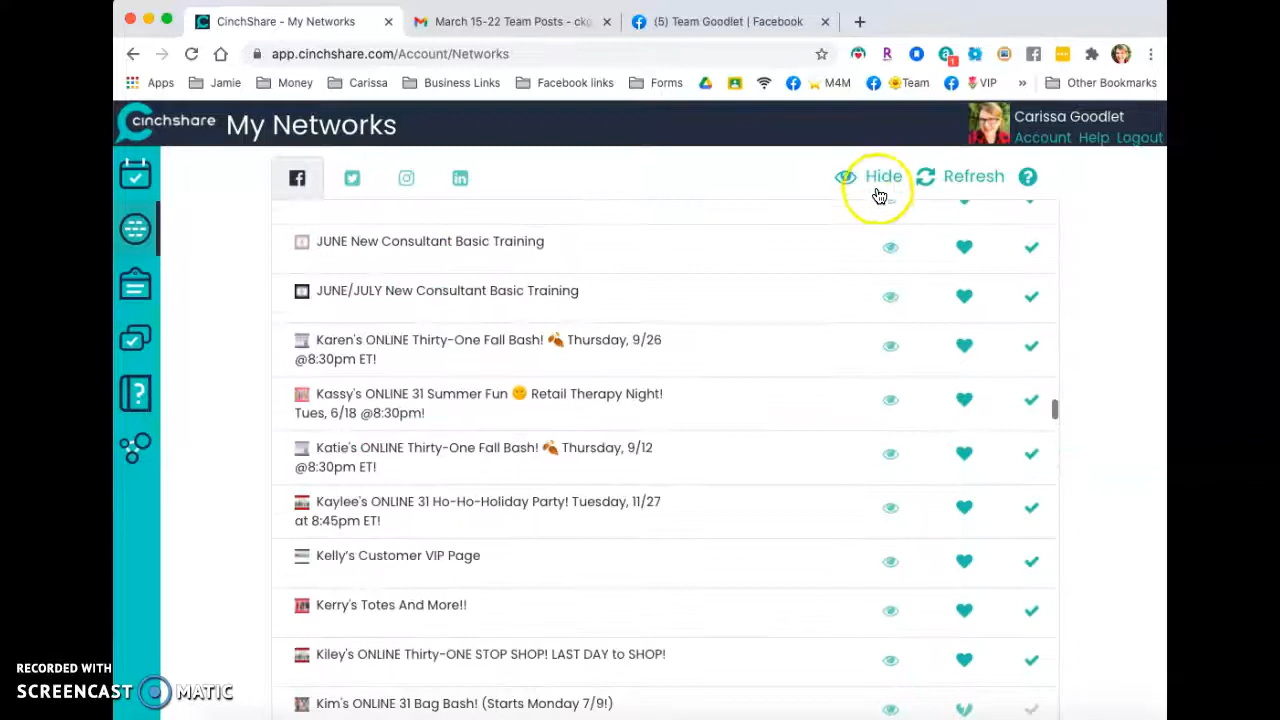 CinchShare - My Networks
March 15-22 Team Posts - ckg
(5) Team Goodlet | Facebook
app.cinchshare.com/Account/Networks
1
Apps
Jamie
Money
Carissa
Business Links
Facebook links
Forms
M4M
Team
VIP
»
Other Bookmarks
cinchshare
My Networks
Carissa Goodlet
Account Help Logout
Hide
Refresh
JUNE New Consultant Basic Training
JUNE/JULY New Consultant Basic Training
Karen's ONLINE Thirty-One Fall Bash! 🍂 Thursday, 9/26
@8:30pm ET!
Kassy's ONLINE 31 Summer Fun 🌞 Retail Therapy Night!
Tues, 6/18 @8:30pm!
Katie's ONLINE Thirty-One Fall Bash! 🍂 Thursday, 9/12
@8:30pm ET!
Kaylee's ONLINE 31 Ho-Ho-Holiday Party! Tuesday, 11/27
at 8:45pm ET!
Kelly's Customer VIP Page
Kerry's Totes And More!!
Kiley's ONLINE Thirty-ONE STOP SHOP! LAST DAY to SHOP!
Kim's ONLINE 31 Bag Bash! (Starts Monday 7/9!)
RECORDED WITH
SCREENCAST MATIC